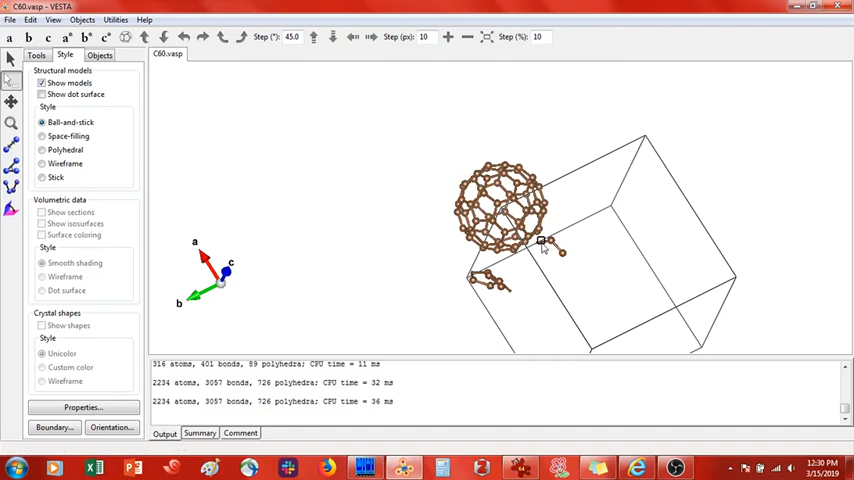 C60.vasp - VESTA
File Edit View Objects Utilities Help
a b c a* b* c* Step (°): 45.0 Step (px): 10 Step (%): 10
Tools Style Objects
C60.vasp
Structural models
Show models
Show dot surface
Style
Ball-and-stick
Space-filling
Polyhedral
Wireframe
Stick
Volumetric data
Show sections
Show isosurfaces
Surface coloring
Style
Smooth shading
Wireframe
Dot surface
Crystal shapes
Show shapes
Style
Unicolor
Custom color
Wireframe
Properties...
Boundary... Orientation...
a
c
b
316 atoms, 401 bonds, 89 polyhedra; CPU time = 11 ms
2234 atoms, 3057 bonds, 726 polyhedra; CPU time = 32 ms
2234 atoms, 3057 bonds, 726 polyhedra; CPU time = 36 ms
Output Summary Comment
12:30 PM
3/15/2019